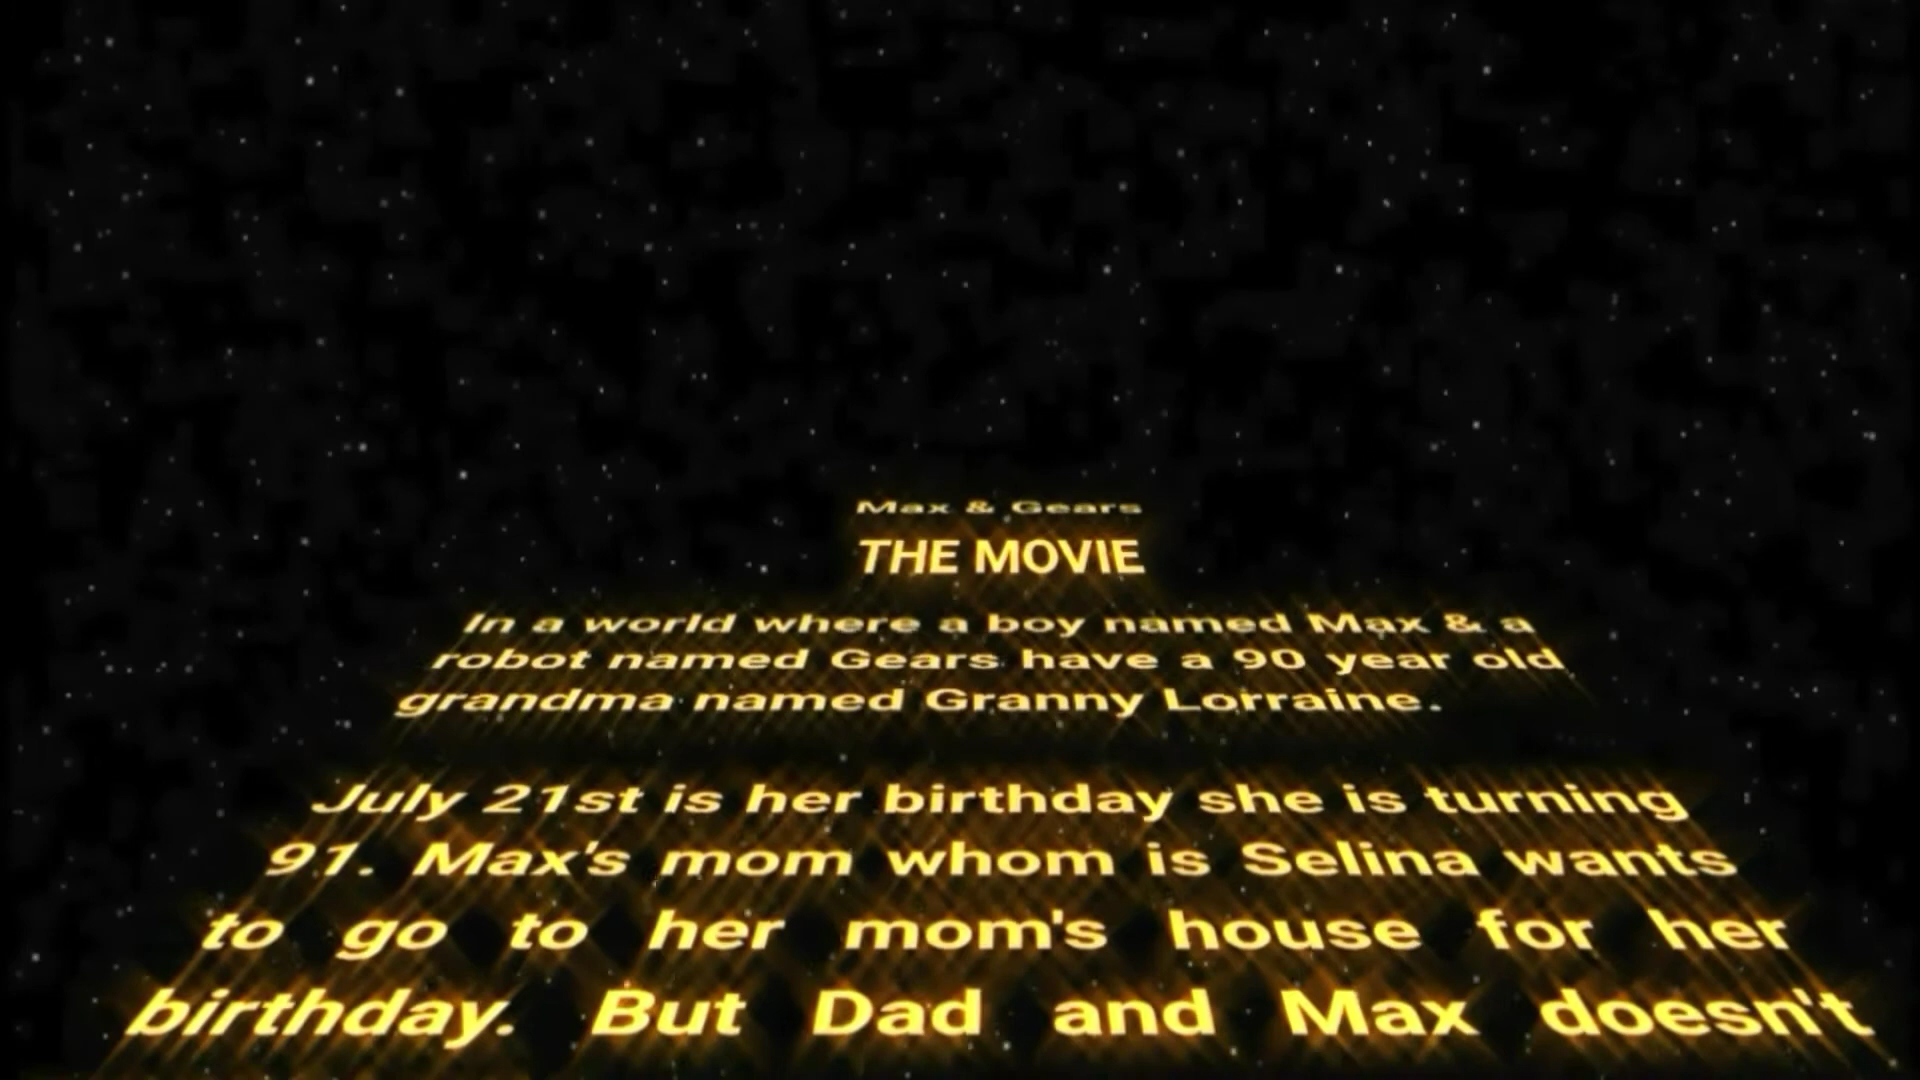 Max & Gears
THE MOVIE
In a world where a boy named Max & a
robot named Gears have a 90 year old
grandma named Granny Lorraine.
July 21st is her birthday she is turning
91. Max's mom whom is Selina wants
to go to her mom's house for her
birthday. But Dad and Max doesn't